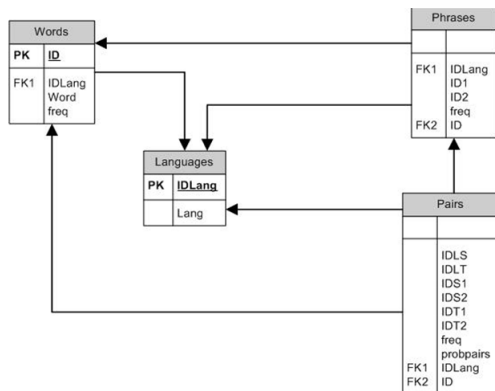 Words
PK ID
FK1 IDLang
Word
freq
Languages
PK IDLang
Lang
Phrases
FK1 IDLang
ID1
ID2
freq
FK2 ID
Pairs
IDLS
IDLT
IDS1
IDS2
IDT1
IDT2
freq
probpairs
FK1 IDLang
FK2 ID